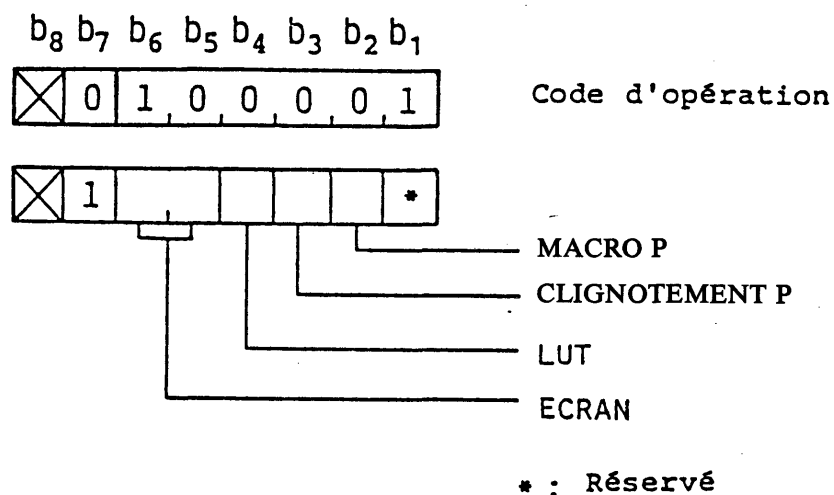 b8 b7 b6 b5 b4 b3 b2 b1
0 1 0 0 0 0 1 Code d'opération
1 *
MACRO P
CLIGNOTEMENT P
LUT
ECRAN
* : Réservé